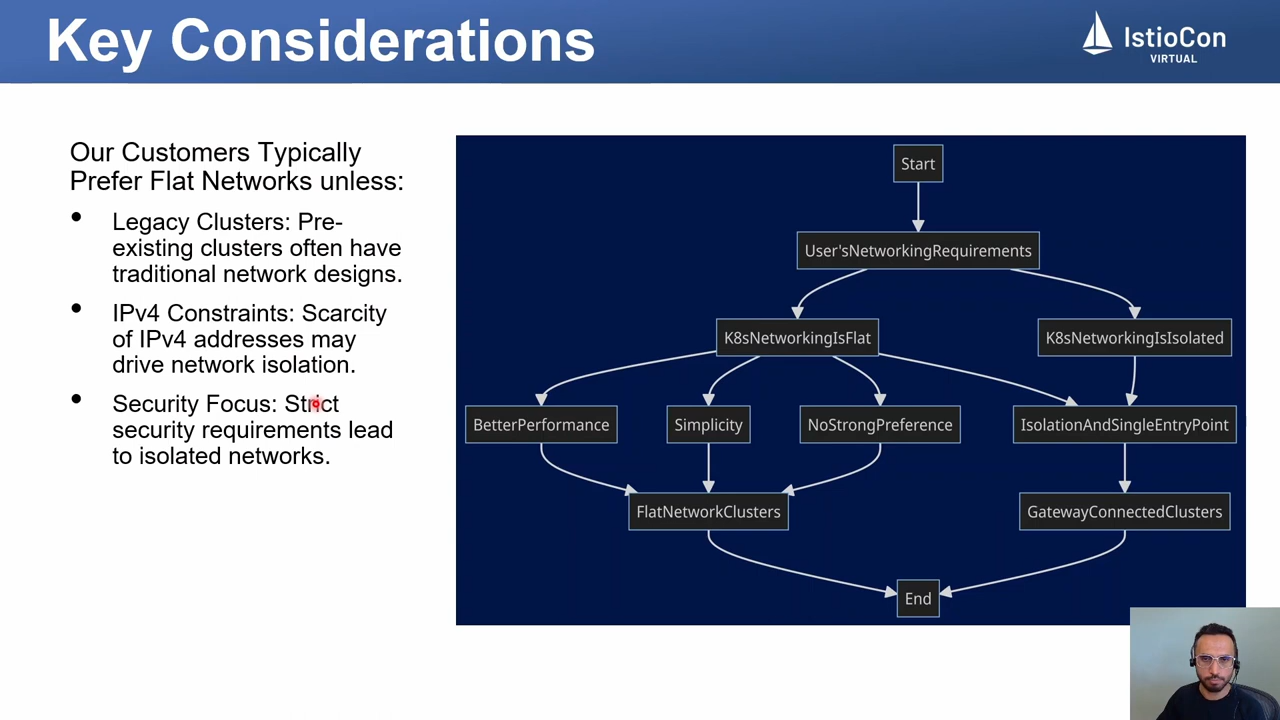 Key Considerations
IstioCon
VIRTUAL
Our Customers Typically
Prefer Flat Networks unless:
• Legacy Clusters: Pre-
existing clusters often have
traditional network designs.
• IPv4 Constraints: Scarcity
of IPv4 addresses may
drive network isolation.
• Security Focus: Strict
security requirements lead
to isolated networks.
Start
User'sNetworkingRequirements
K8sNetworkingIsFlat
K8sNetworkingIsIsolated
BetterPerformance
Simplicity
NoStrongPreference
IsolationAndSingleEntryPoint
FlatNetworkClusters
GatewayConnectedClusters
End